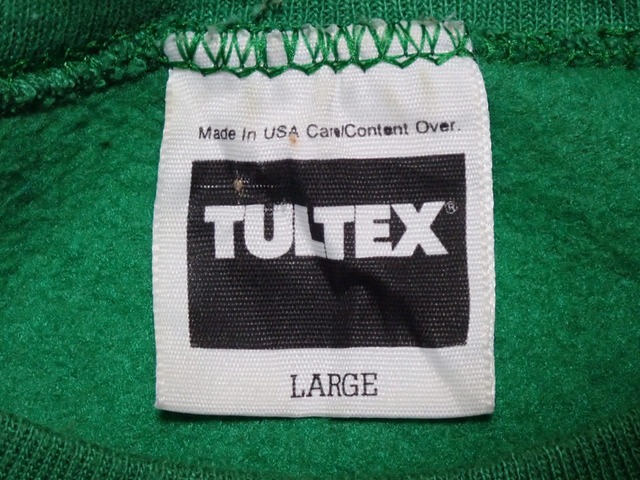 Made In USA Care/Content Over.
TULTEX®
LARGE